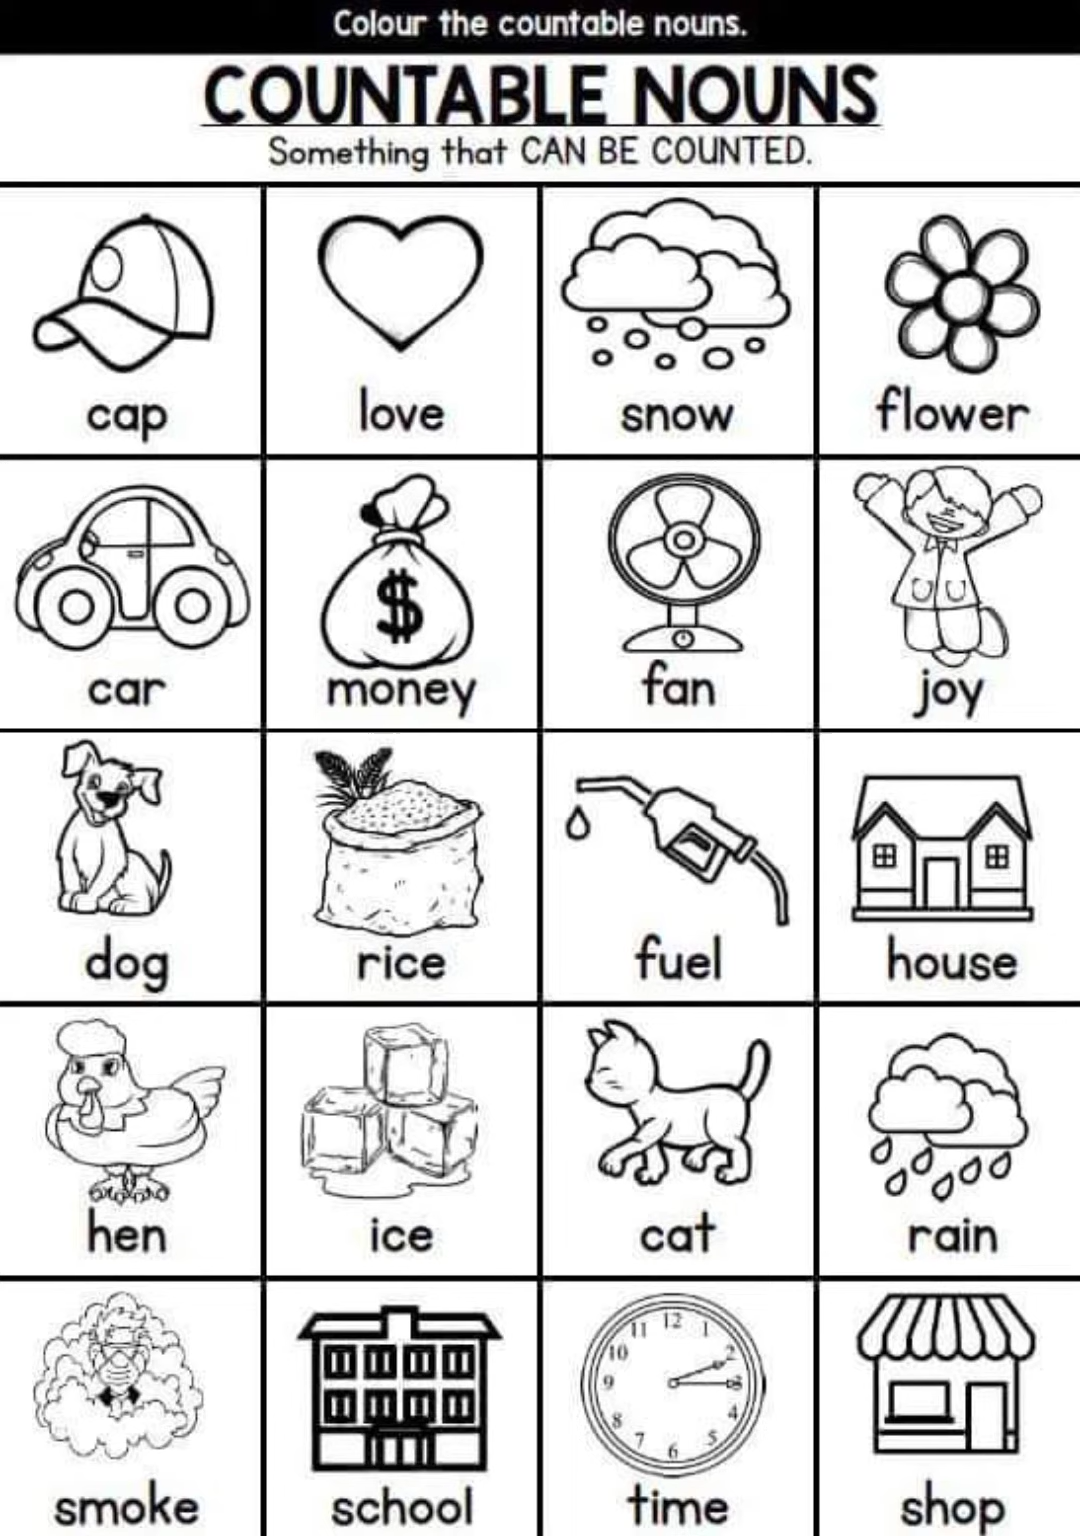 Colour the countable nouns.
COUNTABLE NOUNS
Something that CAN BE COUNTED.
cap love snow flower
$
car money fan joy
dog rice fuel house
hen ice cat rain
12
11 1
10 2
9 3
8 4
7 5
6
smoke school time shop